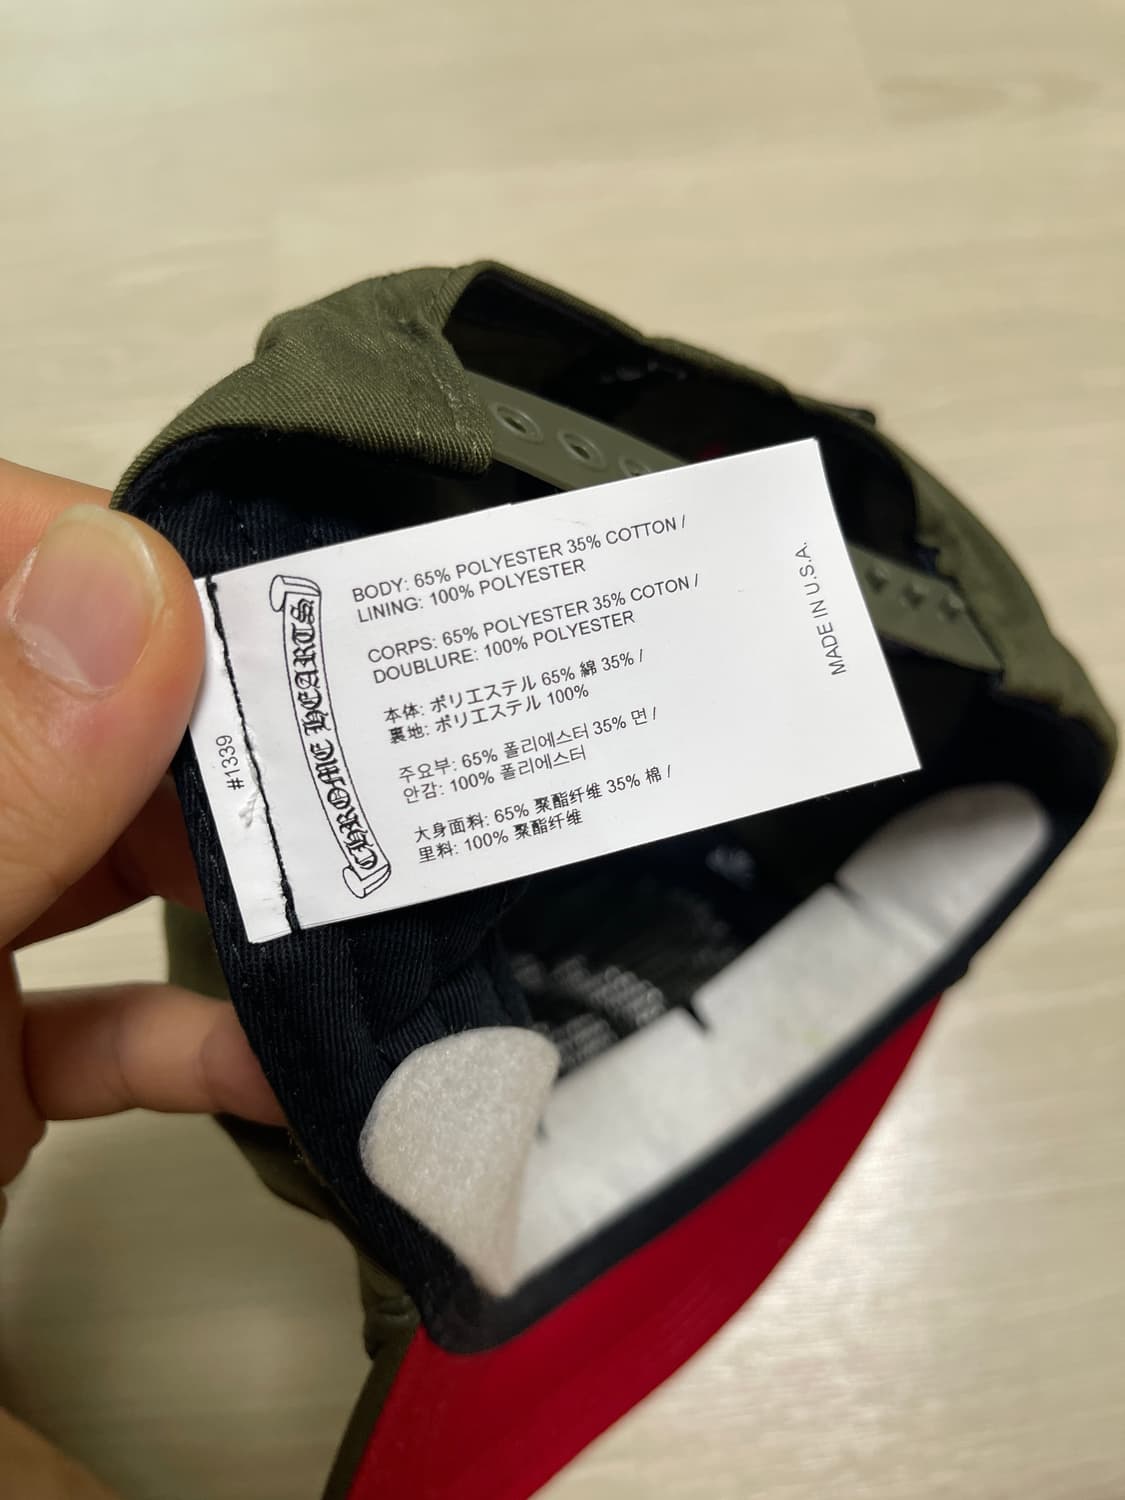 #1339
CHROME HEARTS
BODY: 65% POLYESTER 35% COTTON /
LINING: 100% POLYESTER
CORPS: 65% POLYESTER 35% COTON /
DOUBLURE: 100% POLYESTER
本体: ポリエステル 65% 綿 35% /
裏地: ポリエステル 100%
주요부: 65% 폴리에스터 35% 면 /
안감: 100% 폴리에스터
大身面料: 65% 聚酯纤维 35% 棉 /
里料: 100% 聚酯纤维
MADE IN U.S.A.